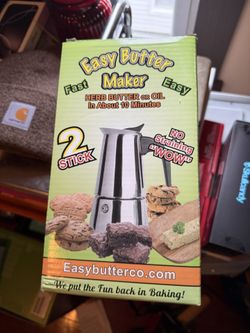 Easy Butter
Maker
Fast
Easy
HERB BUTTER OR OIL
In About 10 Minutes
2
STICK
NO
Straining
"WOW"
Easybutterco.com
We put the Fun back in Baking!
carhartt